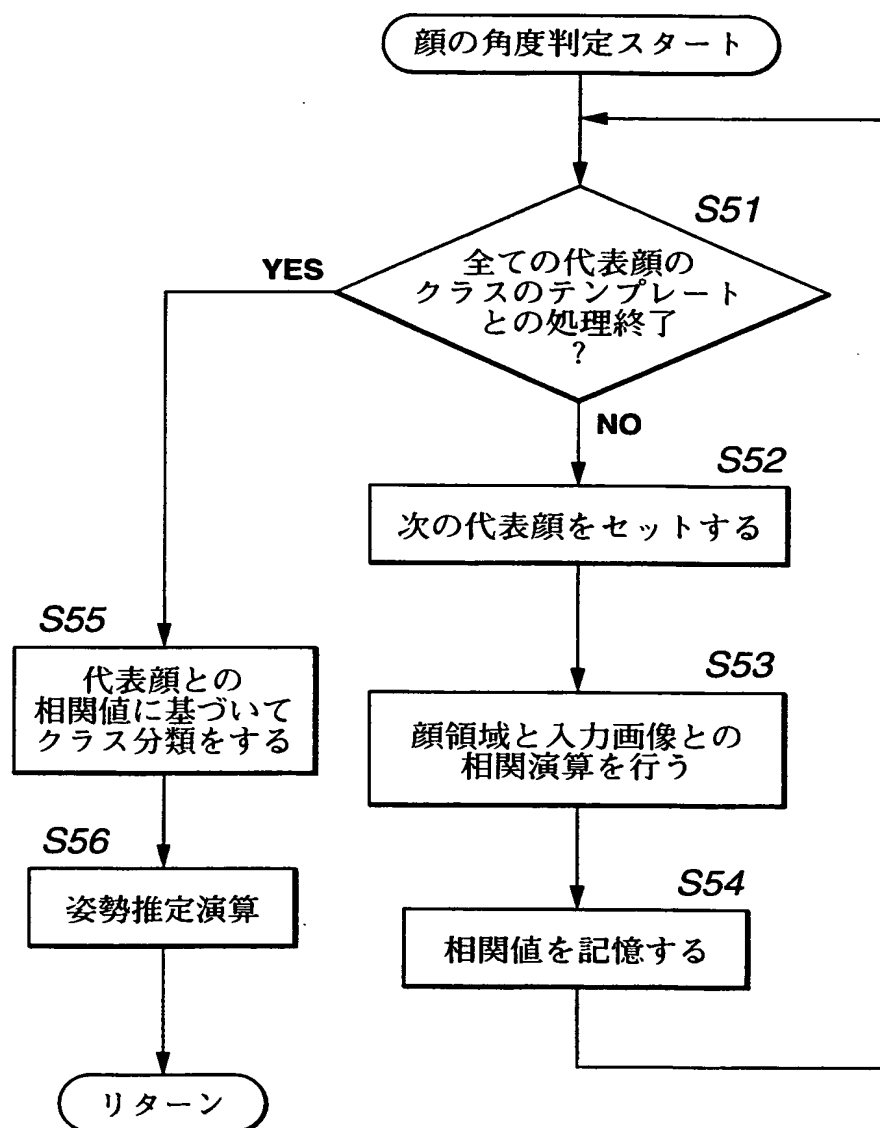 顔の角度判定スタート
S51
YES
全ての代表顔の
クラスのテンプレート
との処理終了
?
NO
S52
次の代表顔をセットする
S53
顔領域と入力画像との
相関演算を行う
S54
相関値を記憶する
S55
代表顔との
相関値に基づいて
クラス分類をする
S56
姿勢推定演算
リターン